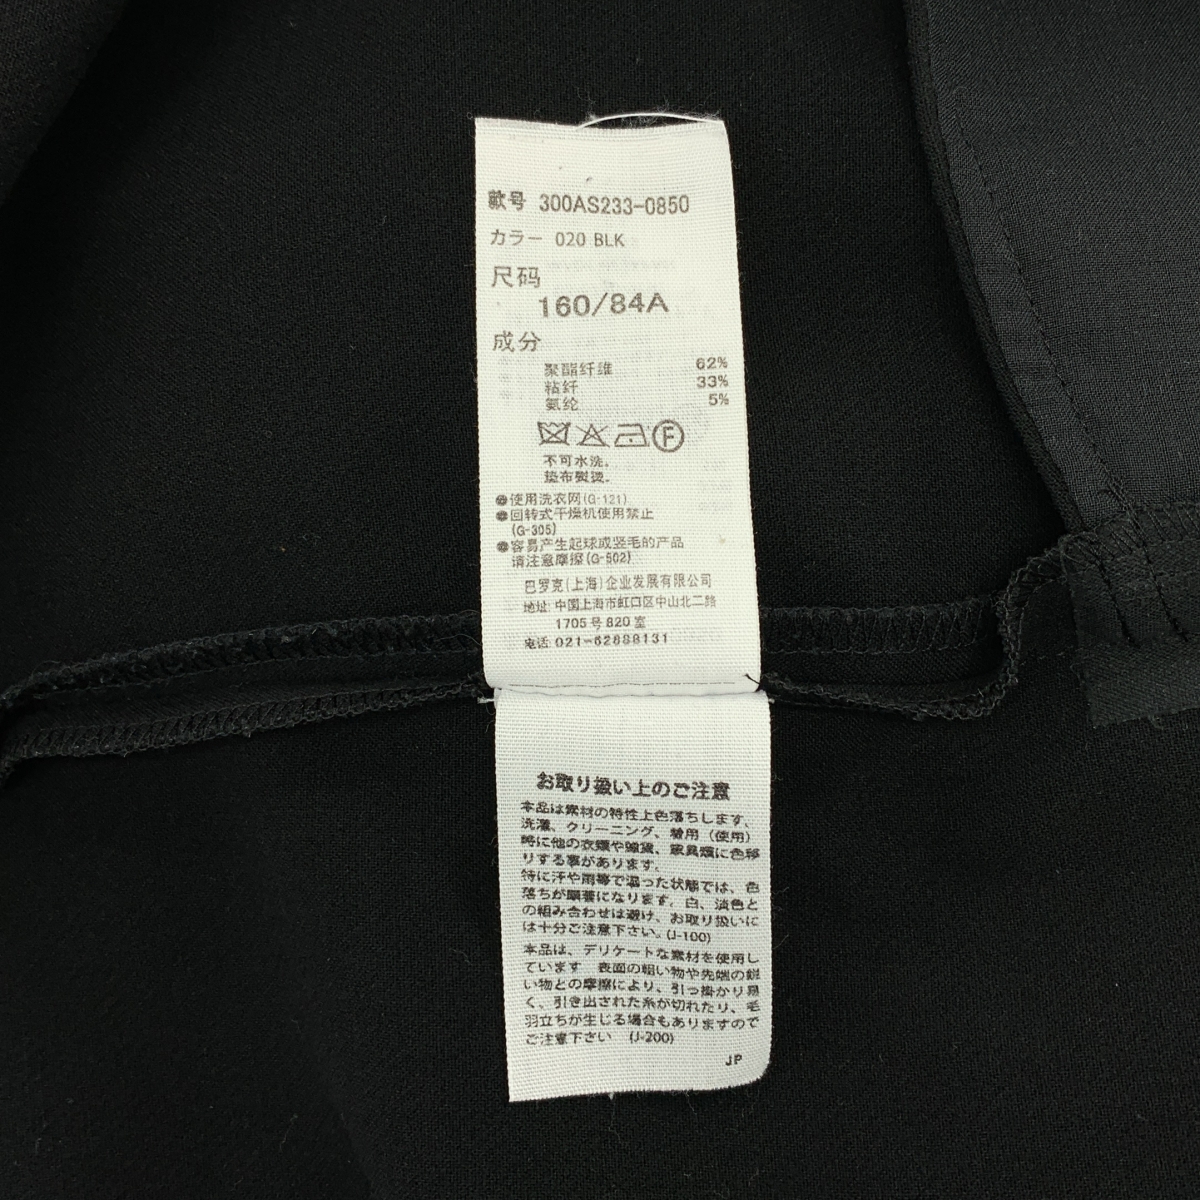 款号 300AS233-0850
カラー 020 BLK
尺码
160/84A
成分
聚酯纤维 62%
粘纤 33%
氨纶 5%
F
不可水洗.
垫布熨烫.
●使用洗衣网(G-121)
●回转式干燥机使用禁止
(G-305)
●容易产生起球或竖毛的产品
请注意摩擦(G-502)
巴罗克(上海)企业发展有限公司
地址: 中国上海市虹口区中山北二路
1705号820室
电话: 021-62888131
お取り扱い上のご注意
本品は素材の特性上色落ちします。
洗濯、クリーニング、着用（使用）
時に他の衣類や雑貨、家具類に色移
りする事があります。
特に汗や雨等で湿った状態では、色
落ちが顕著になります。白、淡色と
の組み合わせは避け、お取り扱いに
は十分ご注意下さい。(J-100)
本品は、デリケートな素材を使用し
ています 表面の粗い物や先端の鋭
い物との摩擦により、引っ掛かり易
く、引き出された糸が切れたり、毛
羽立ちが生じる場合もありますので
ご注意下さい (J-200)
JP